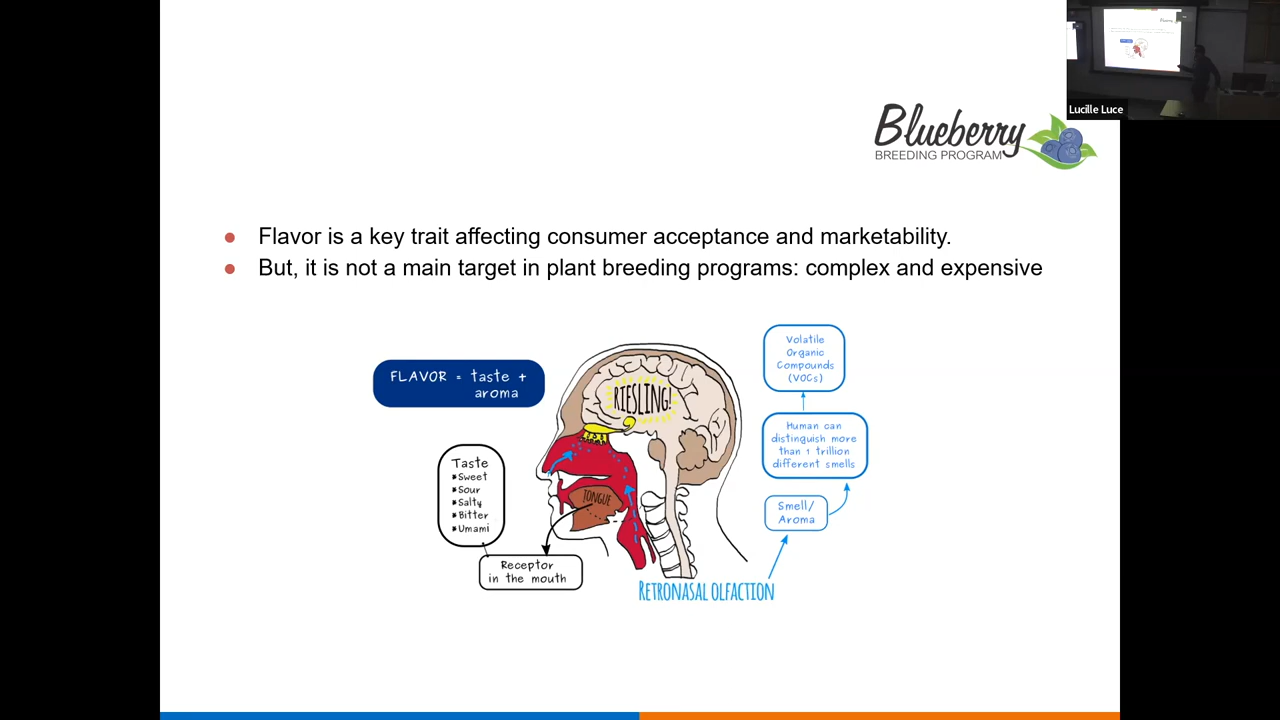 Lucille Luce
Blueberry
BREEDING PROGRAM
Flavor is a key trait affecting consumer acceptance and marketability.
But, it is not a main target in plant breeding programs: complex and expensive
FLAVOR = taste +
aroma
Taste
*Sweet
*Sour
*Salty
*Bitter
*Umami
Receptor
in the mouth
RIESLING!
TONGUE
RETRONASAL OLFACTION
Volatile
Organic
Compounds
(VOCs)
Human can
distinguish more
than 1 trillion
different smells
Smell/
Aroma